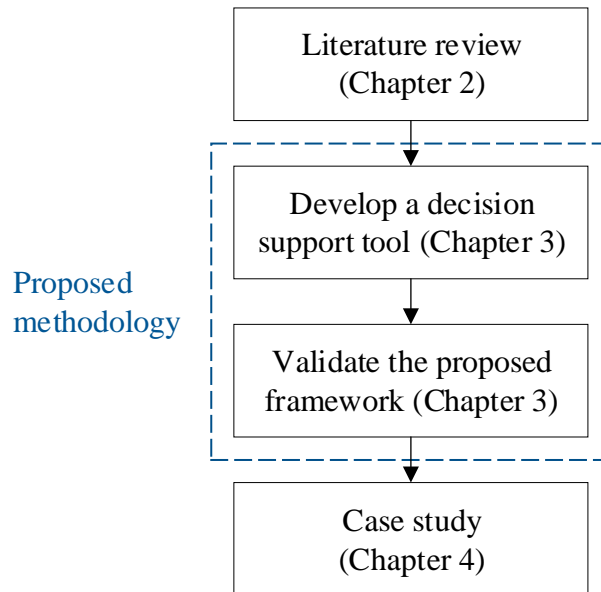 Literature review
(Chapter 2)
Develop a decision
support tool (Chapter 3)
Proposed
methodology
Validate the proposed
framework (Chapter 3)
Case study
(Chapter 4)